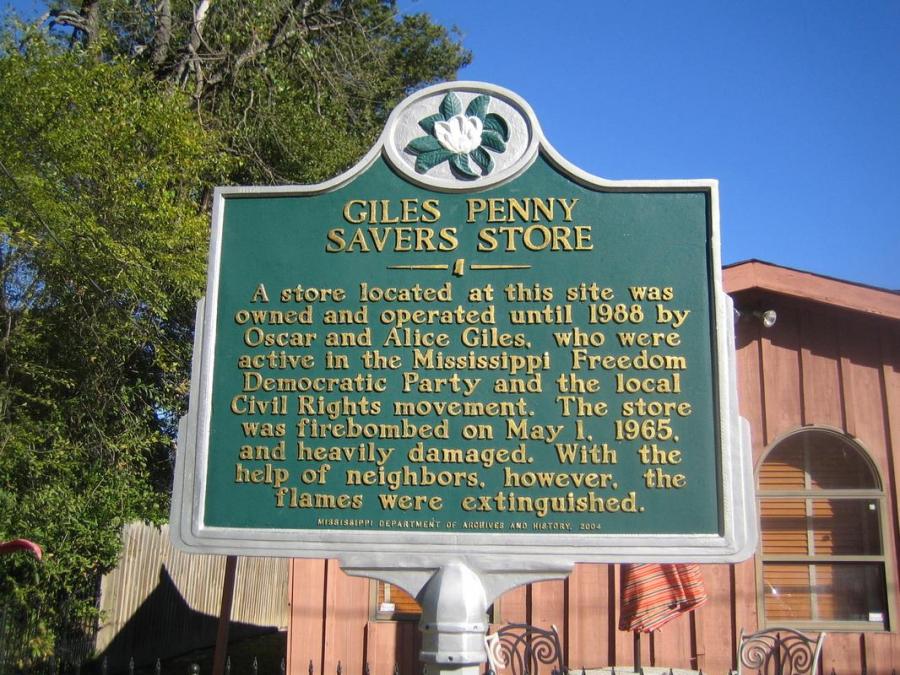 GILES PENNY
SAVERS STORE
A store located at this site was
owned and operated until 1988 by
Oscar and Alice Giles, who were
active in the Mississippi Freedom
Democratic Party and the local
Civil Rights movement. The store
was firebombed on May 1, 1965,
and heavily damaged. With the
help of neighbors, however, the
flames were extinguished.
MISSISSIPPI DEPARTMENT OF ARCHIVES AND HISTORY, 2004